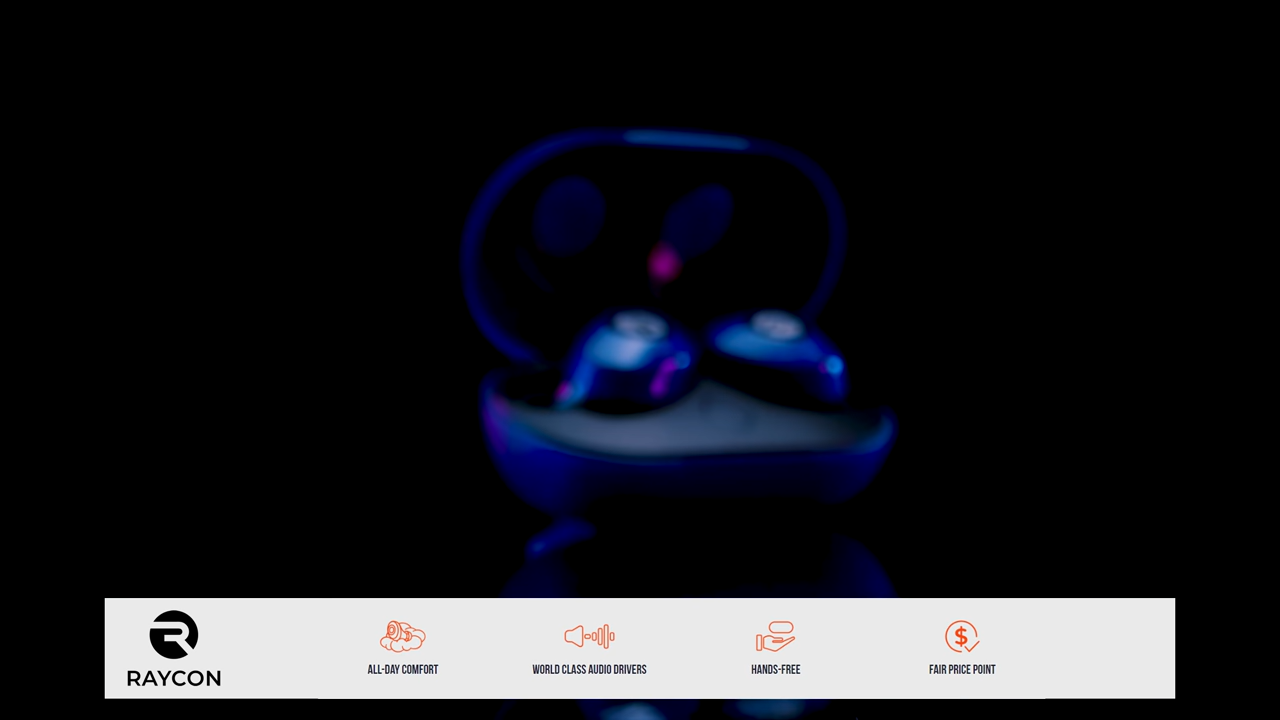 RAYCON
ALL-DAY COMFORT
WORLD CLASS AUDIO DRIVERS
HANDS-FREE
FAIR PRICE POINT